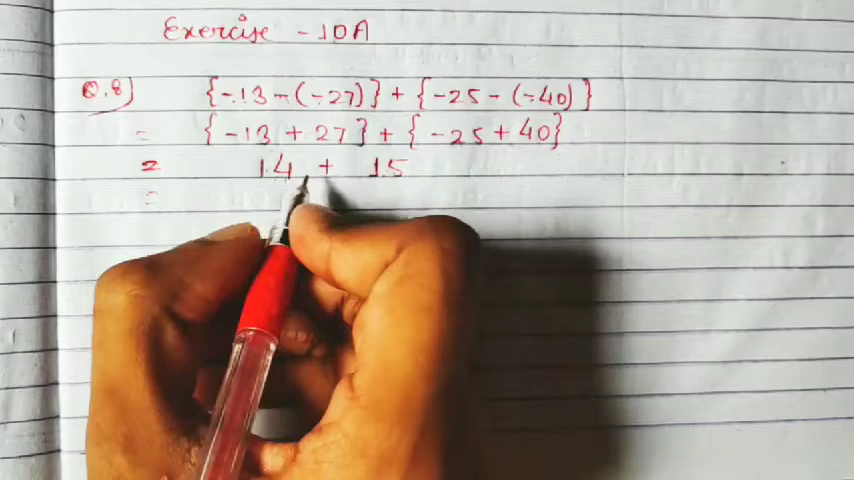 Exercise - 10A
Q.8) {-13-(-27)} + {-25-(-40)}
= {-13 + 27} + {-25 + 40}
= 14 + 15
=